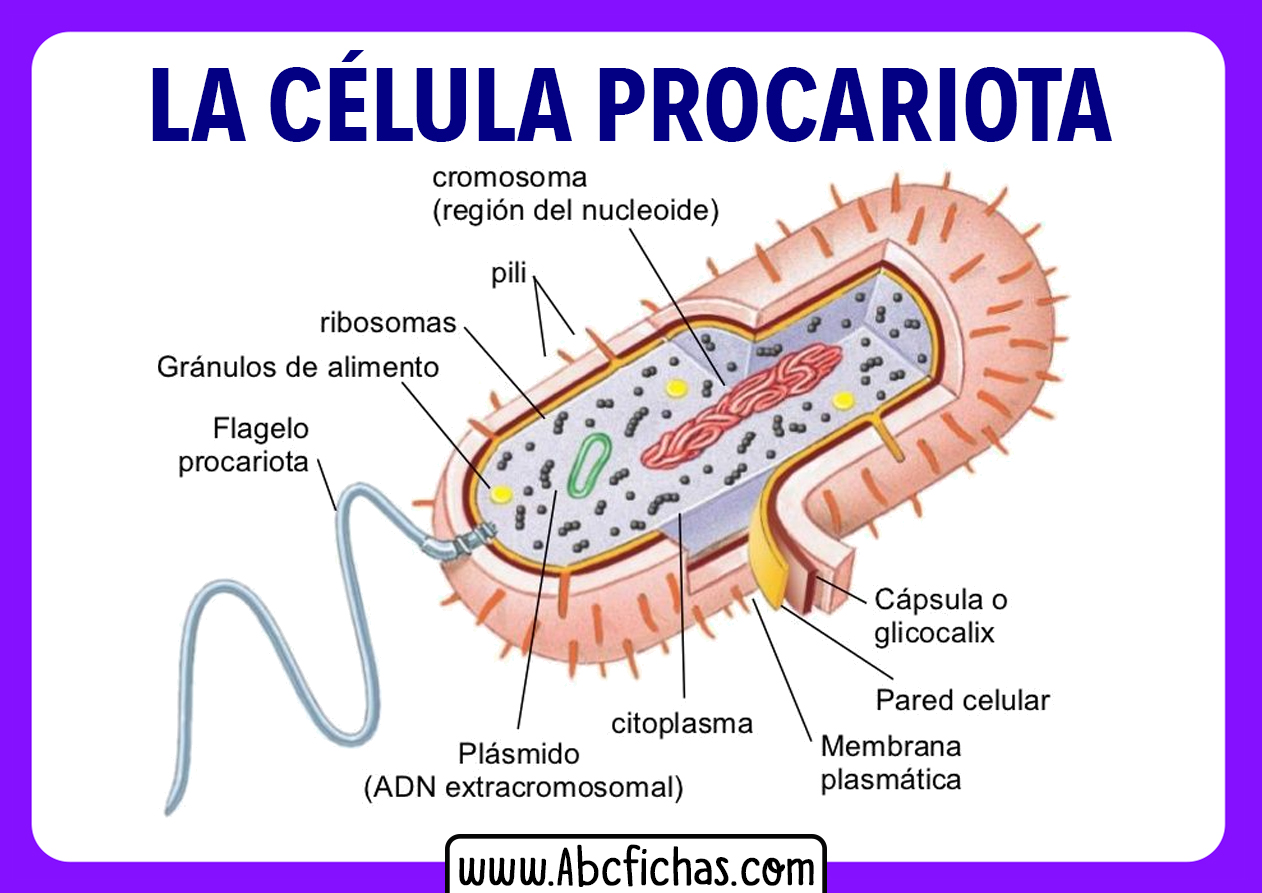 LA CÉLULA PROCARIOTA
cromosoma
(región del nucleoide)
pili
ribosomas
Gránulos de alimento
Flagelo
procariota
Cápsula o
glicocalix
Pared celular
citoplasma
Membrana
plasmática
Plásmido
(ADN extracromosomal)
www.Abcfichas.com